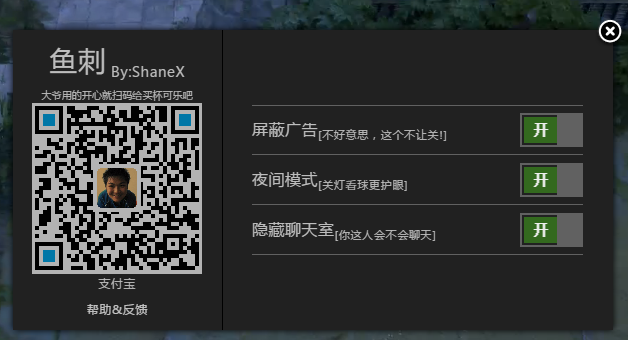 鱼刺 By:ShaneX
大爷用的开心就扫码给买杯可乐吧
支付宝
帮助&反馈
屏蔽广告[不好意思，这个不让关!] 开
夜间模式[关灯看球更护眼] 开
隐藏聊天室[你这人会不会聊天] 开